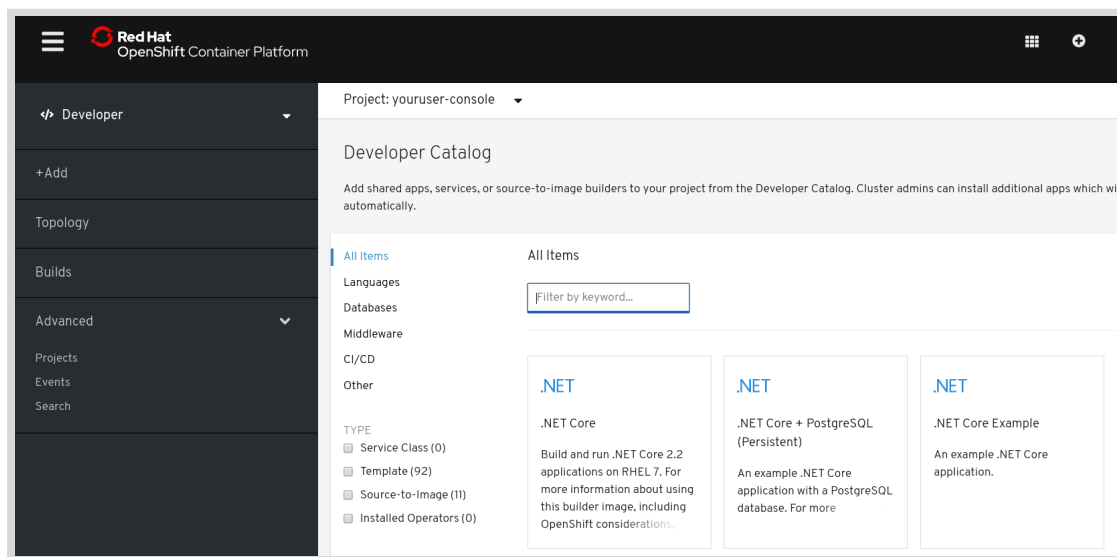 Red Hat
OpenShift Container Platform
Developer
+Add
Topology
Builds
Advanced
Projects
Events
Search
Project: youruser-console
Developer Catalog
Add shared apps, services, or source-to-image builders to your project from the Developer Catalog. Cluster admins can install additional apps which wi
automatically.
All Items
Languages
Databases
Middleware
CI/CD
Other
TYPE
Service Class (0)
Template (92)
Source-to-Image (11)
Installed Operators (0)
All Items
Filter by keyword...
.NET
.NET Core
Build and run .NET Core 2.2
applications on RHEL 7. For
more information about using
this builder image, including
OpenShift considerations,
.NET
.NET Core + PostgreSQL
(Persistent)
An example .NET Core
application with a PostgreSQL
database. For more
.NET
.NET Core Example
An example .NET Core
application.